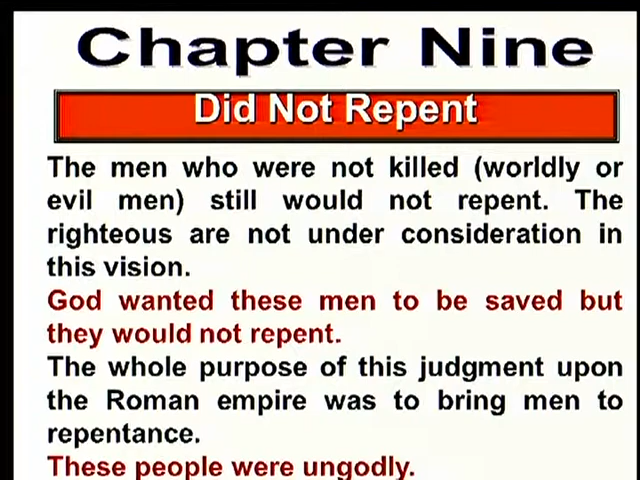 Chapter Nine
Did Not Repent
The men who were not killed (worldly or
evil men) still would not repent. The
righteous are not under consideration in
this vision.
God wanted these men to be saved but
they would not repent.
The whole purpose of this judgment upon
the Roman empire was to bring men to
repentance.
These people were ungodly.